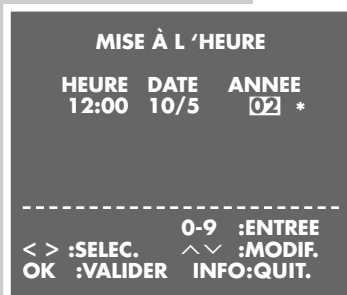 MISE À L ‘HEURE
HEURE DATE ANNEE
12:00 10/5 02 *
0-9 :ENTREE
< > :SELEC. ∧∨ :MODIF.
OK :VALIDER INFO:QUIT.